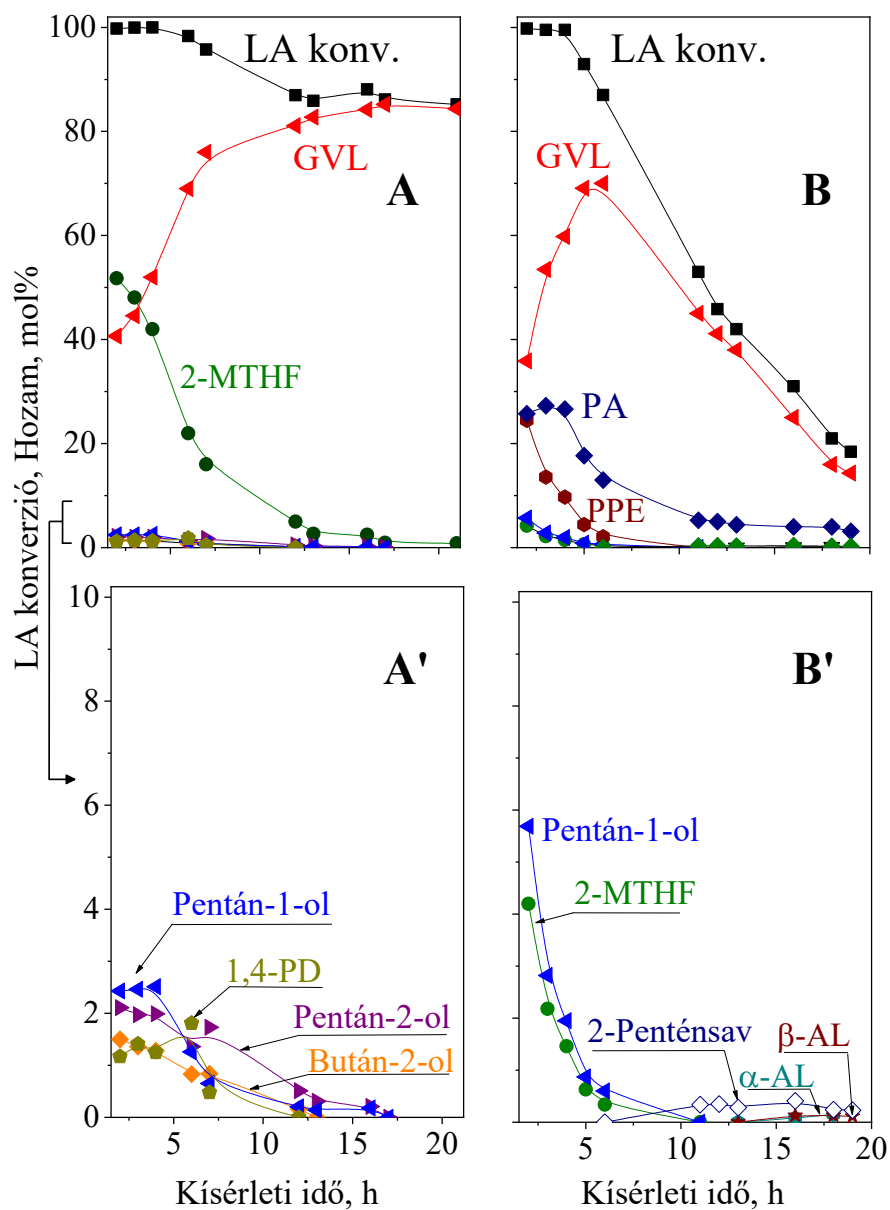 100
80
60
40
20
0
LA konv.
GVL
A
2-MTHF
LA konv.
GVL
B
PA
PPE
LA konverzió, Hozam, mol%
10
8
6
4
2
0
A'
Pentán-1-ol
1,4-PD
Pentán-2-ol
Bután-2-ol
5
10
15
20
Kísérleti idő, h
B'
Pentán-1-ol
2-MTHF
2-Penténsav
β-AL
α-AL
5
10
15
20
Kísérleti idő, h